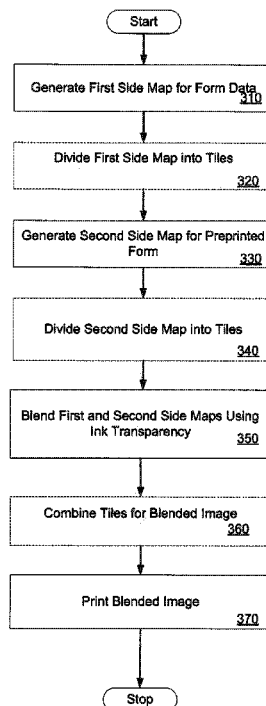 Start
Generate First Side Map for Form Data
310
Divide First Side Map into Tiles
320
Generate Second Side Map for Preprinted
Form
330
Divide Second Side Map into Tiles
340
Blend First and Second Side Maps Using
Ink Transparency
350
Combine Tiles for Blended Image
360
Print Blended Image
370
Stop